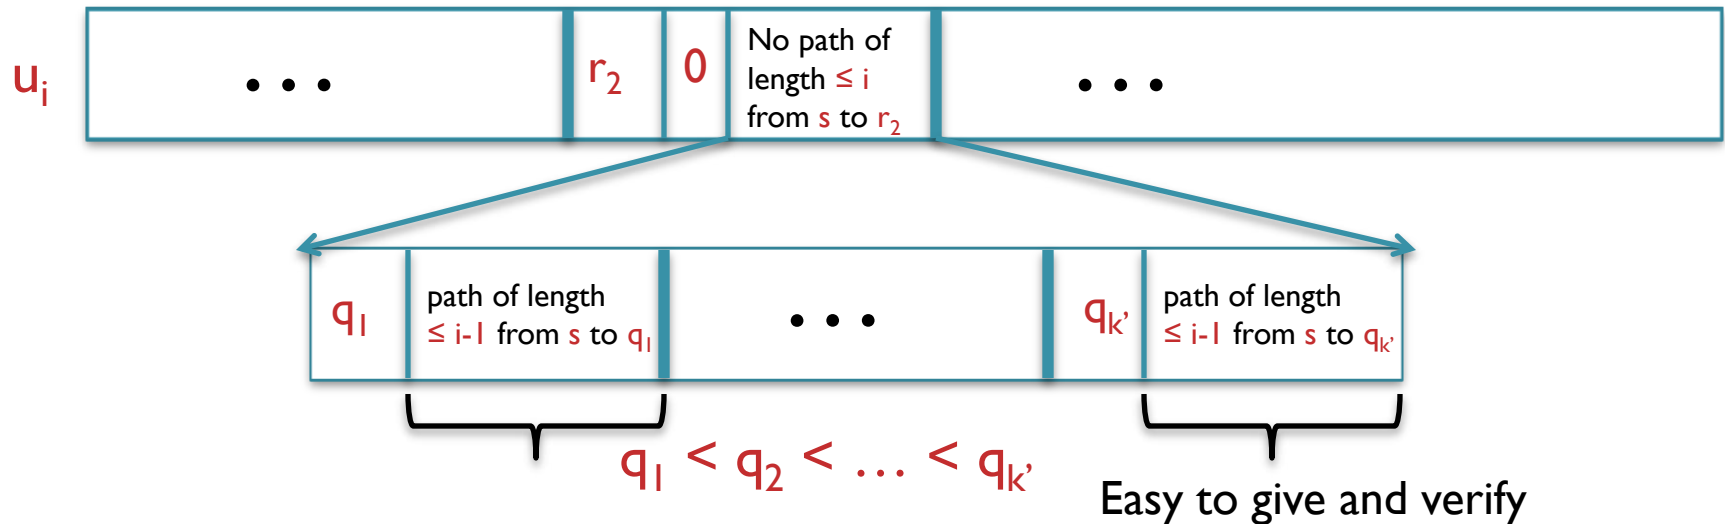 uᵢ
• • •
r₂
0
No path of
length ≤ i
from s to r₂
• • •
q₁
path of length
≤ i-1 from s to q₁
• • •
qₖ’
path of length
≤ i-1 from s to qₖ’
q₁ < q₂ < … < qₖ’
Easy to give and verify